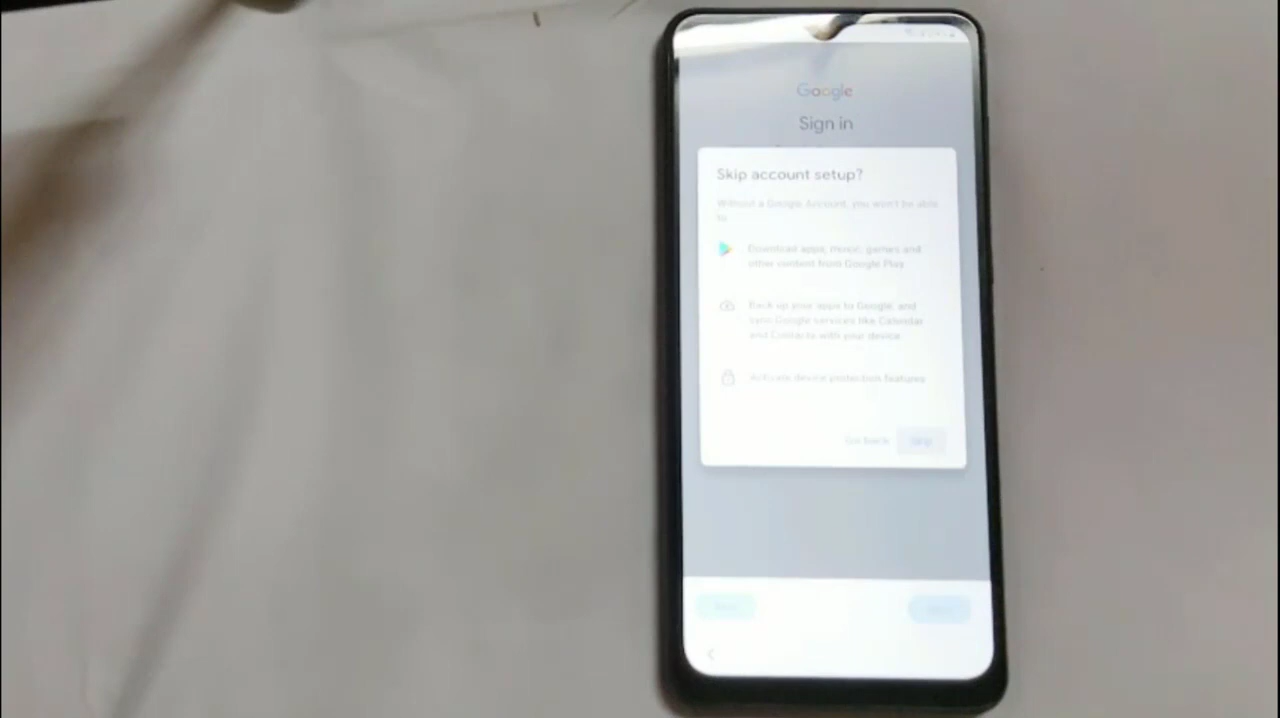 Google
Sign in
Skip account setup?
Without a Google Account, you won't be able
to
Download apps, music, games and
other content from Google Play
Back up your apps to Google, and
sync Google services like Calendar
and Contacts with your device
Activate device protection features
Go back Skip